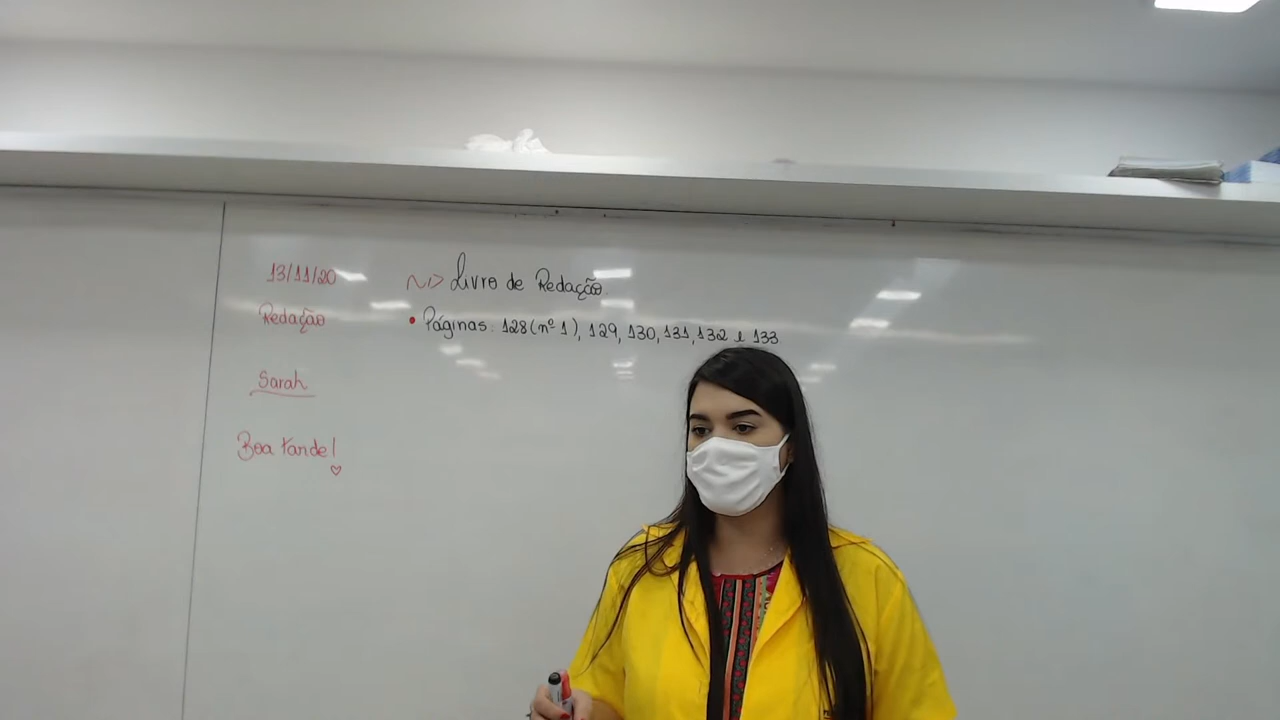 13/11/20
Redação
Sarah
Boa tarde!
Livro de Redação
• Páginas: 128 (nº 1), 129, 130, 131, 132 e 133